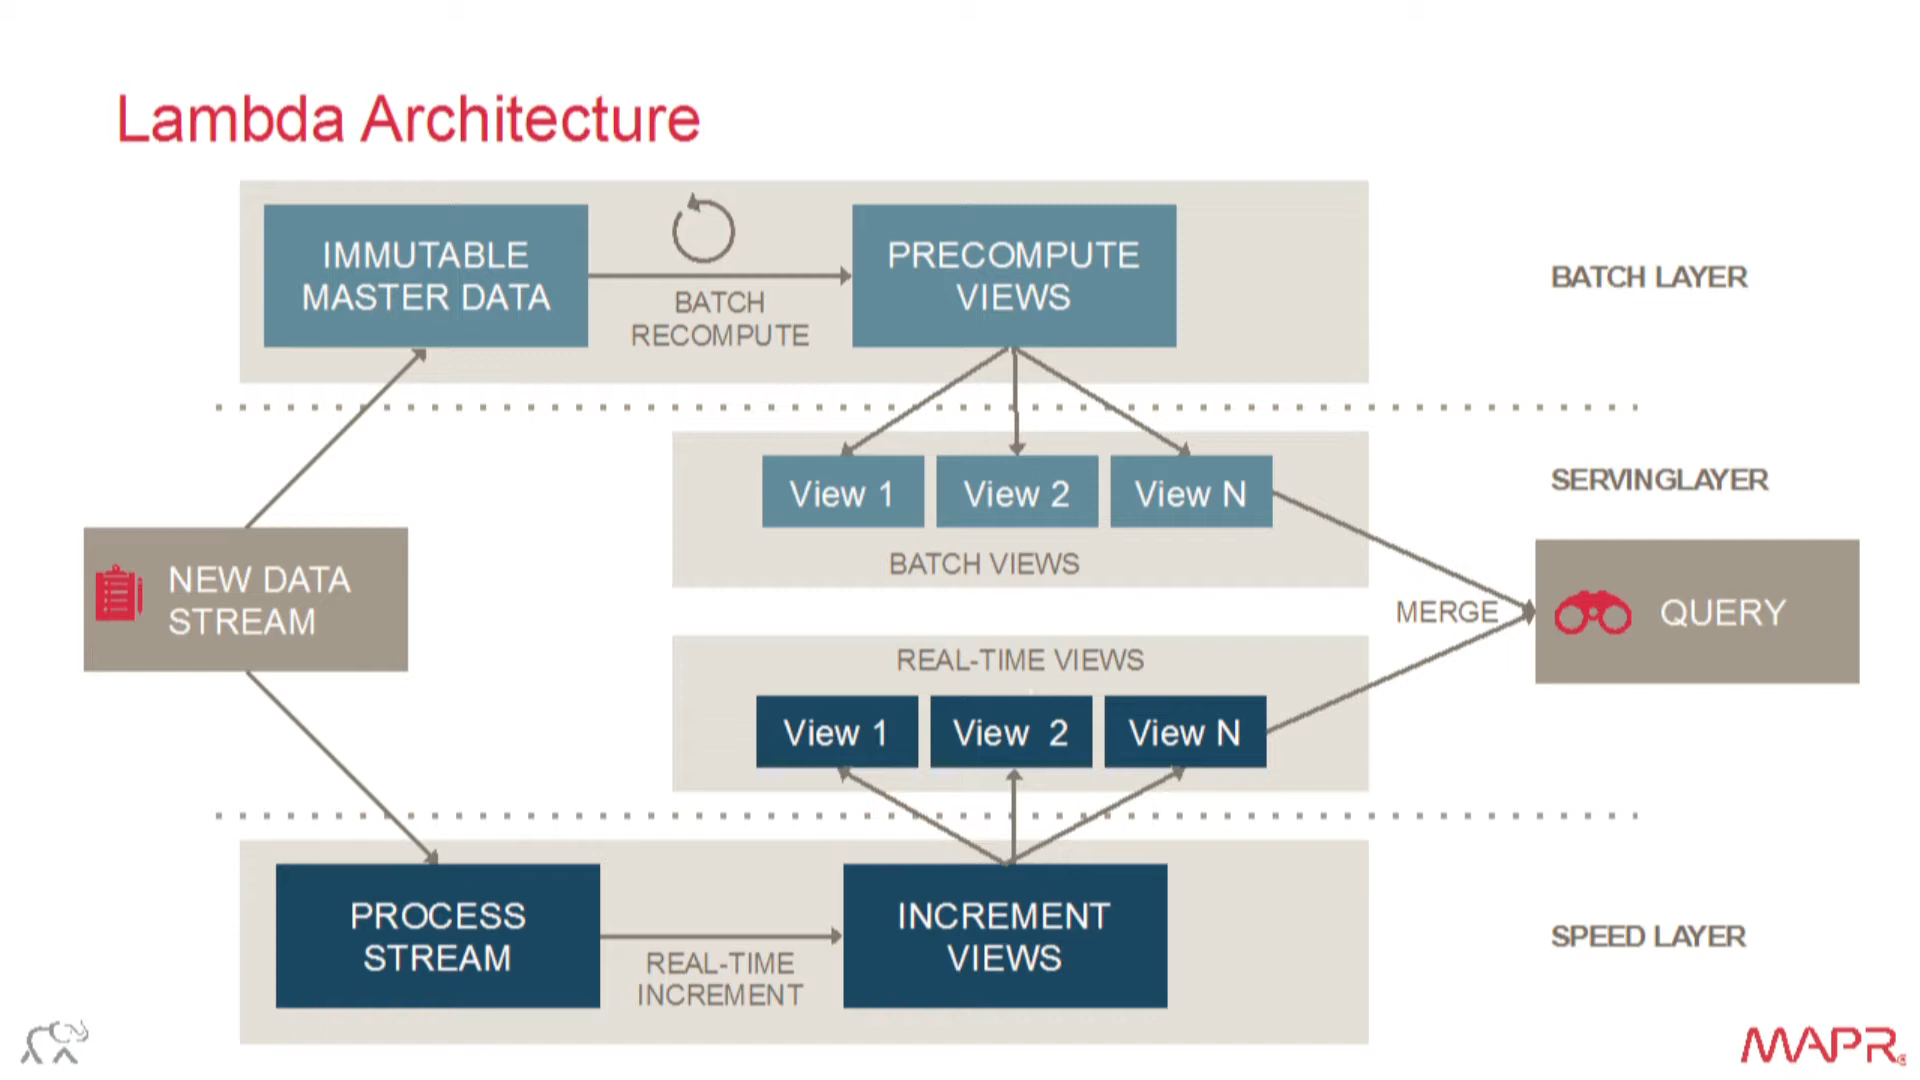 Lambda Architecture
IMMUTABLE
MASTER DATA
BATCH
RECOMPUTE
PRECOMPUTE
VIEWS
BATCH LAYER
View 1
View 2
View N
BATCH VIEWS
SERVINGLAYER
NEW DATA
STREAM
MERGE
QUERY
REAL-TIME VIEWS
View 1
View  2
View N
PROCESS
STREAM
REAL-TIME
INCREMENT
INCREMENT
VIEWS
SPEED LAYER
MAPR